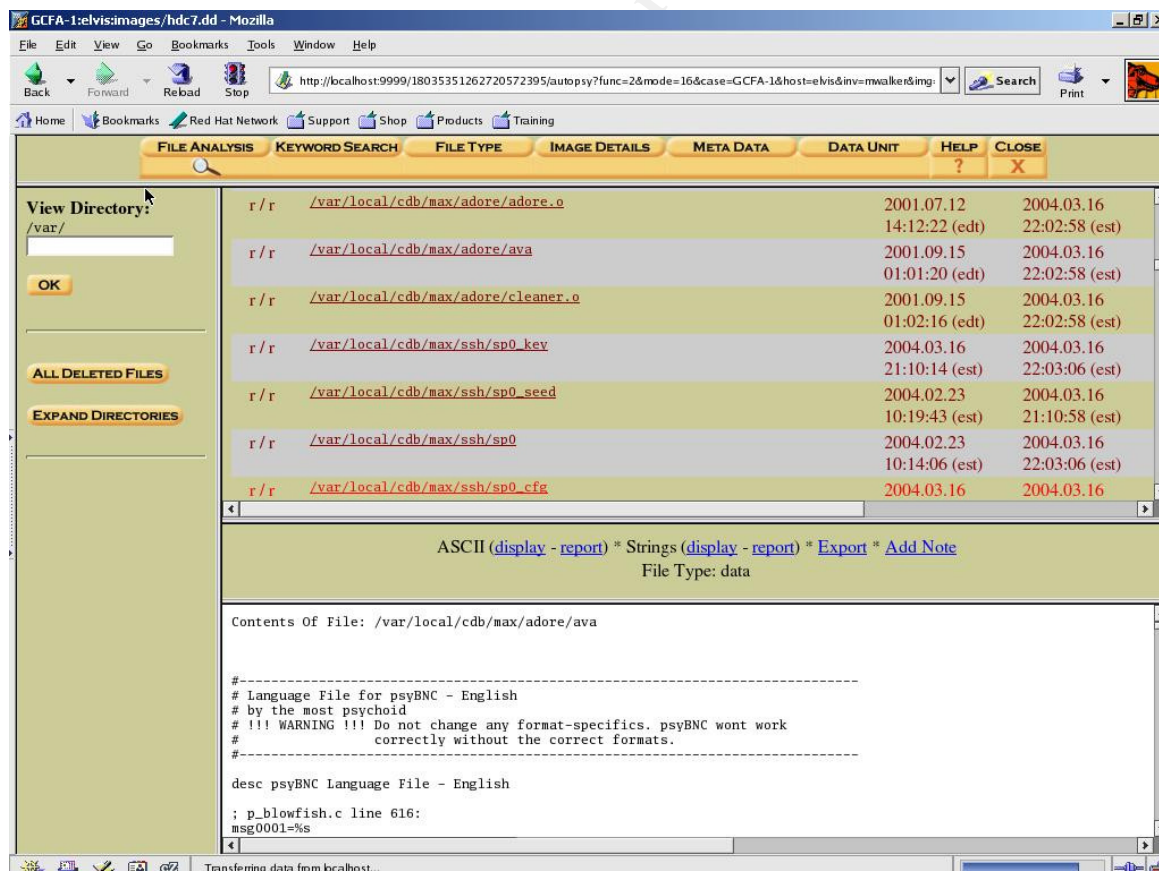 GCFA-1:elvis:images/hdc7.dd - Mozilla
File Edit View Go Bookmarks Tools Window Help
Back Forward Reload Stop http://localhost:9999/18035351262720572395/autopsy?func=2&mode=16&case=GCFA-1&host=elvis&inv=mwalker&img: Search Print
Home Bookmarks Red Hat Network Support Shop Products Training
FILE ANALYSIS KEYWORD SEARCH FILE TYPE IMAGE DETAILS META DATA DATA UNIT HELP CLOSE
? X
View Directory:
/var/
OK
ALL DELETED FILES
EXPAND DIRECTORIES
r / r /var/local/cdb/max/adore/adore.o 2001.07.12 2004.03.16
14:12:22 (edt) 22:02:58 (est)
r / r /var/local/cdb/max/adore/ava 2001.09.15 2004.03.16
01:01:20 (edt) 22:02:58 (est)
r / r /var/local/cdb/max/adore/cleaner.o 2001.09.15 2004.03.16
01:02:16 (edt) 22:02:58 (est)
r / r /var/local/cdb/max/ssh/sp0_key 2004.03.16 2004.03.16
21:10:14 (est) 22:03:06 (est)
r / r /var/local/cdb/max/ssh/sp0_seed 2004.02.23 2004.03.16
10:19:43 (est) 21:10:58 (est)
r / r /var/local/cdb/max/ssh/sp0 2004.02.23 2004.03.16
10:14:06 (est) 22:03:06 (est)
r / r /var/local/cdb/max/ssh/sp0_cfg 2004.03.16 2004.03.16
ASCII (display - report) * Strings (display - report) * Export * Add Note
File Type: data
Contents Of File: /var/local/cdb/max/adore/ava
#---------------------------------------------------------------------------
# Language File for psyBNC - English
# by the most psychoid
# !!! WARNING !!! Do not change any format-specifics. psyBNC wont work
# correctly without the correct formats.
#---------------------------------------------------------------------------
desc psyBNC Language File - English
; p_blowfish.c line 616:
msg0001=%s
Transferring data from localhost...